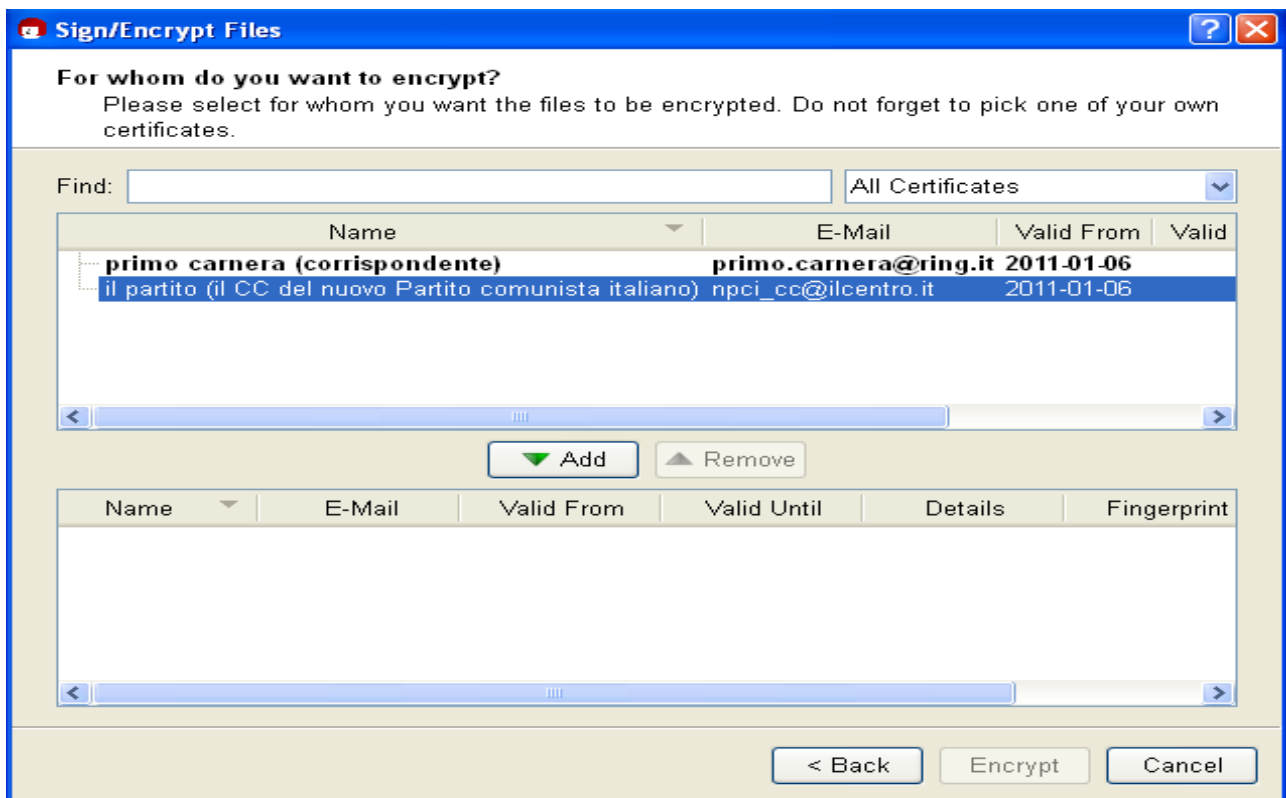 Sign/Encrypt Files
For whom do you want to encrypt?
Please select for whom you want the files to be encrypted. Do not forget to pick one of your own
certificates.
Find: All Certificates
Name E-Mail Valid From Valid
primo carnera (corrispondente) primo.carnera@ring.it 2011-01-06
il partito (il CC del nuovo Partito comunista italiano) npci_cc@ilcentro.it 2011-01-06
Add Remove
Name E-Mail Valid From Valid Until Details Fingerprint
< Back Encrypt Cancel